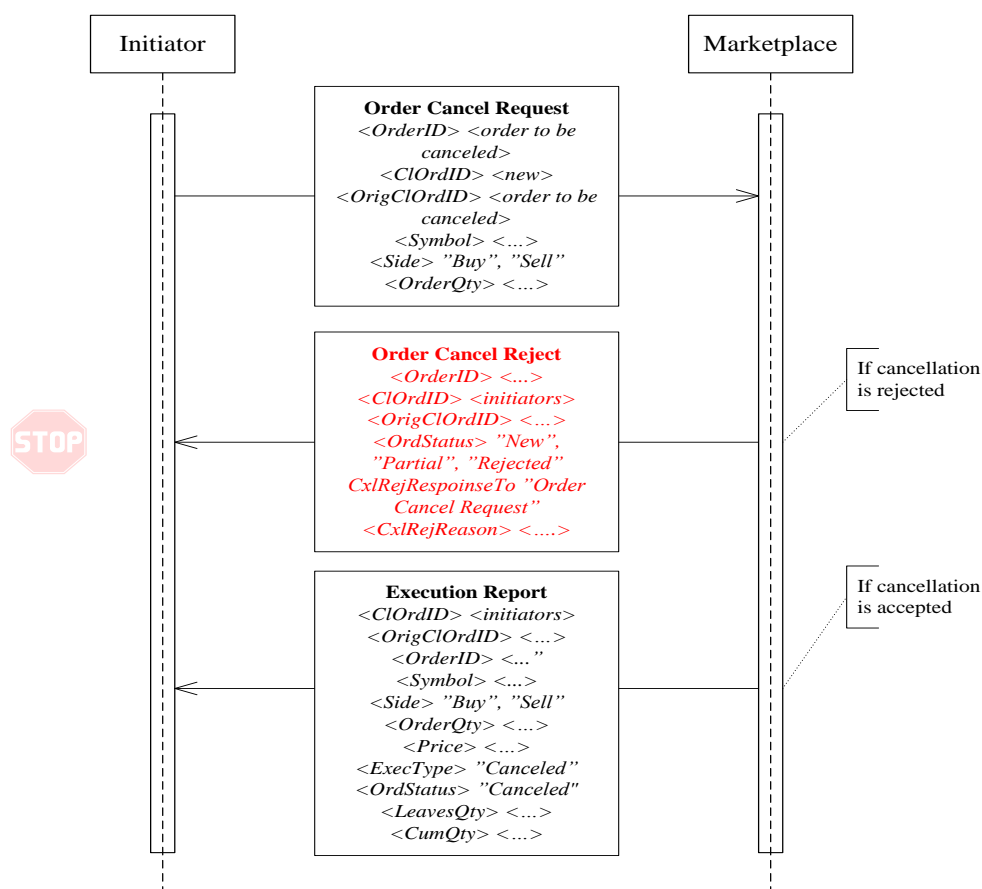 Initiator
Marketplace
Order Cancel Request
<OrderID> <order to be
canceled>
<ClOrdID> <new>
<OrigClOrdID> <order to be
canceled>
<Symbol> <...>
<Side> ”Buy”, ”Sell”
<OrderQty> <...>
Order Cancel Reject
<OrderID> <...>
<ClOrdID> <initiators>
<OrigClOrdID> <...>
<OrdStatus> ”New”,
”Partial”, ”Rejected”
CxlRejRespoinseTo ”Order
Cancel Request”
<CxlRejReason> <....>
If cancellation
is rejected
STOP
Execution Report
<ClOrdID> <initiators>
<OrigClOrdID> <...>
<OrderID> <...”
<Symbol> <...>
<Side> ”Buy”, ”Sell”
<OrderQty> <...>
<Price> <...>
<ExecType> ”Canceled”
<OrdStatus> ”Canceled"
<LeavesQty> <...>
<CumQty> <...>
If cancellation
is accepted